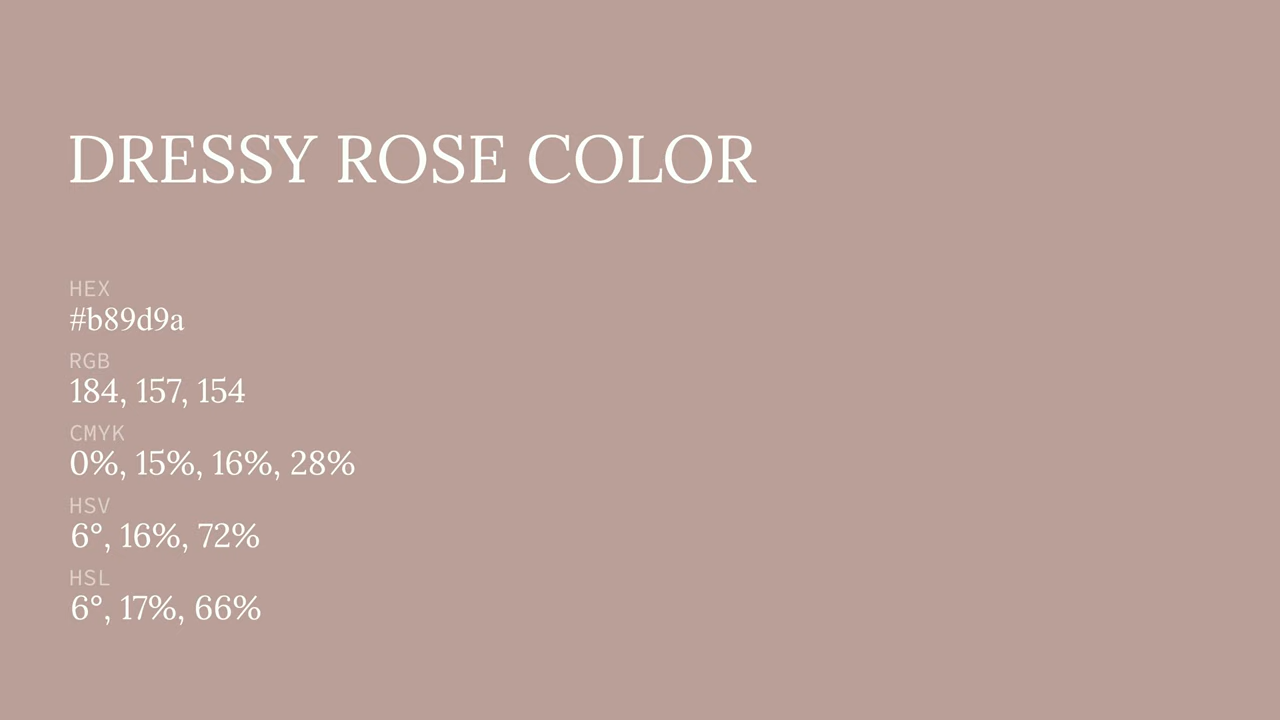 DRESSY ROSE COLOR
HEX
#b89d9a
RGB
184, 157, 154
CMYK
0%, 15%, 16%, 28%
HSV
6°, 16%, 72%
HSL
6°, 17%, 66%